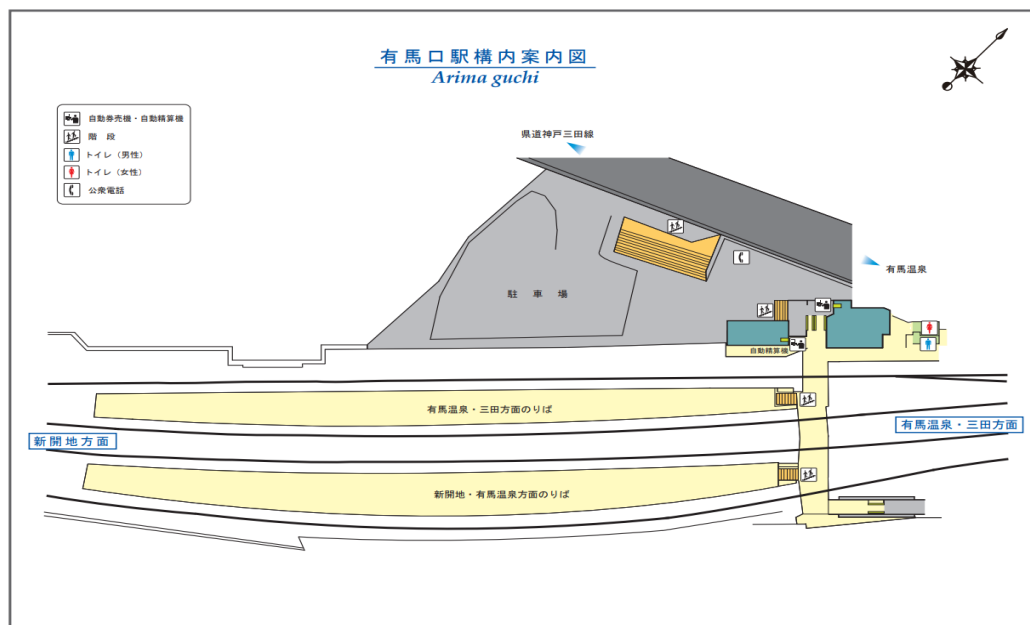 有馬口駅構内案内図
Arima guchi
自動券売機・自動精算機
階 段
トイレ（男性）
トイレ（女性）
公衆電話
県道神戸三田線
有馬温泉
駐 車 場
自動精算機
有馬温泉・三田方面のりば
新開地方面
有馬温泉・三田方面
新開地・有馬温泉方面のりば